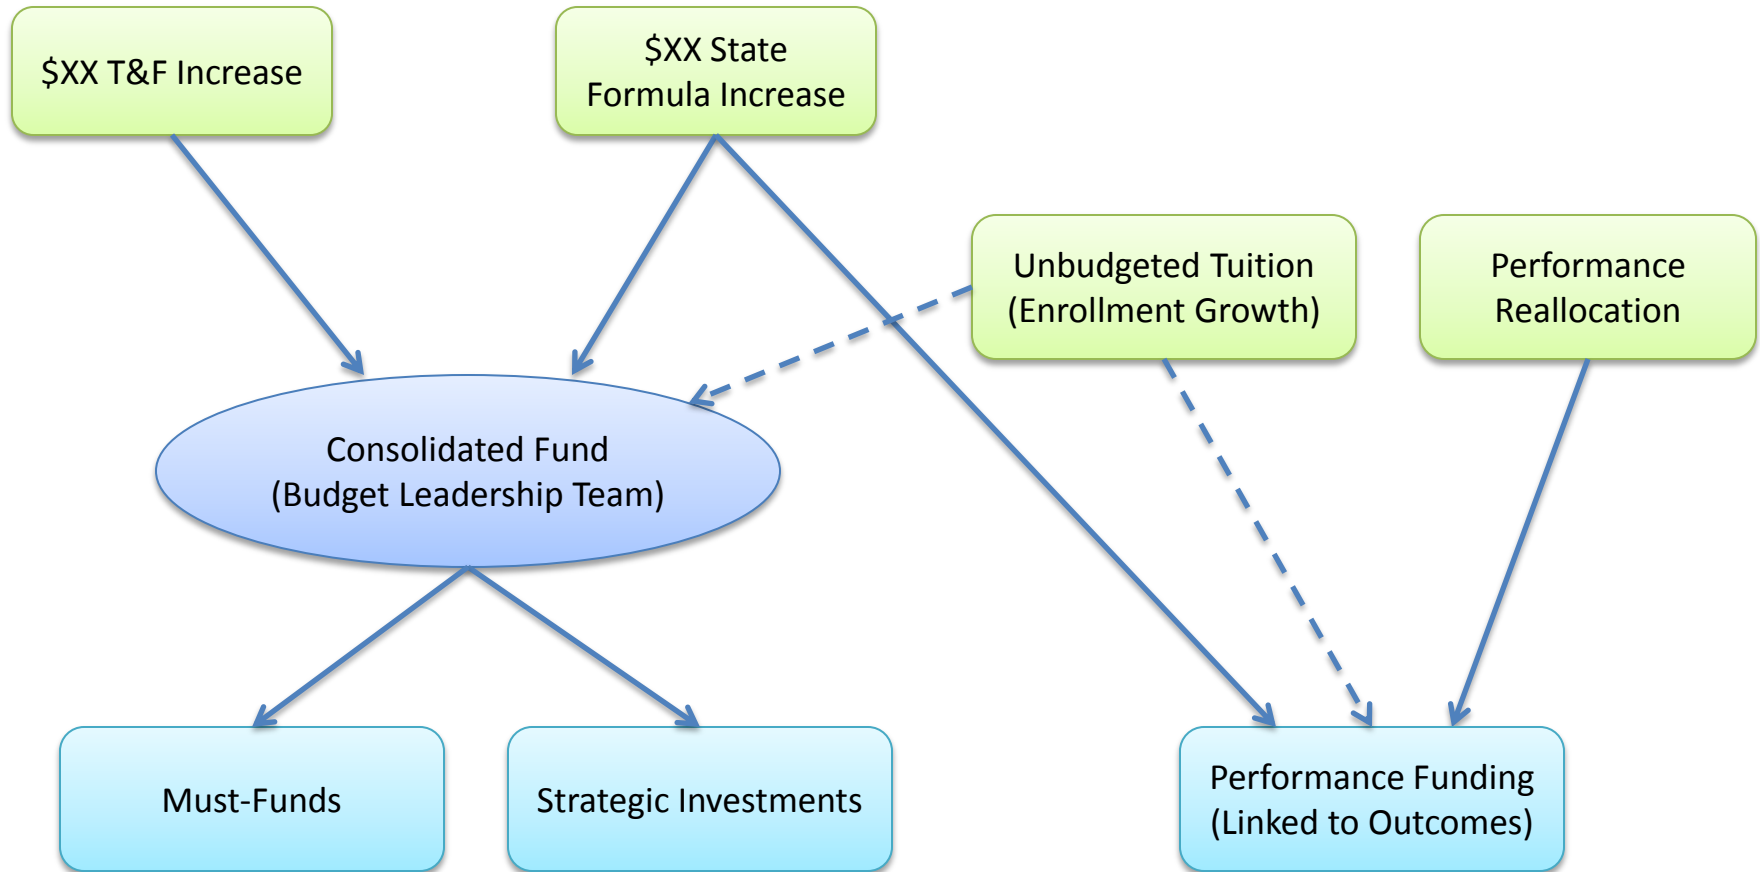 $XX T&F Increase
$XX State
Formula Increase
Unbudgeted Tuition
(Enrollment Growth)
Performance
Reallocation
Consolidated Fund
(Budget Leadership Team)
Must-Funds
Strategic Investments
Performance Funding
(Linked to Outcomes)